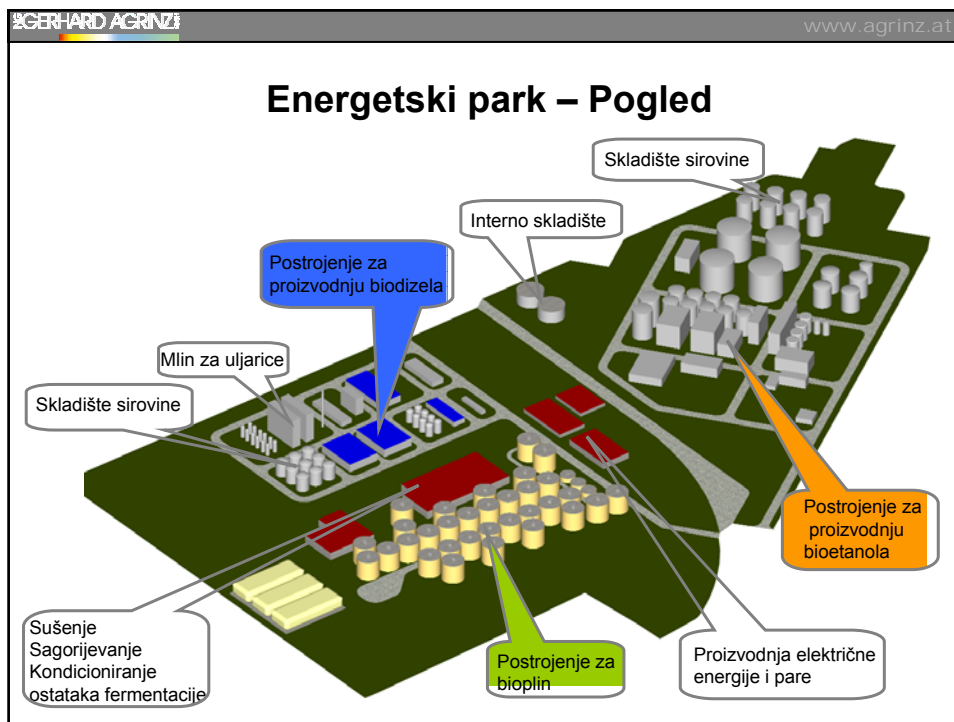 GERHARD AGRINZ
www.agrinz.at
Energetski park – Pogled
Skladište sirovine
Interno skladište
Postrojenje za
proizvodnju biodizela
Mlin za uljarice
Skladište sirovine
Postrojenje za
proizvodnju
bioetanola
Sušenje
Sagorijevanje
Kondicioniranje
ostataka fermentacije
Postrojenje za
bioplin
Proizvodnja električne
energije i pare